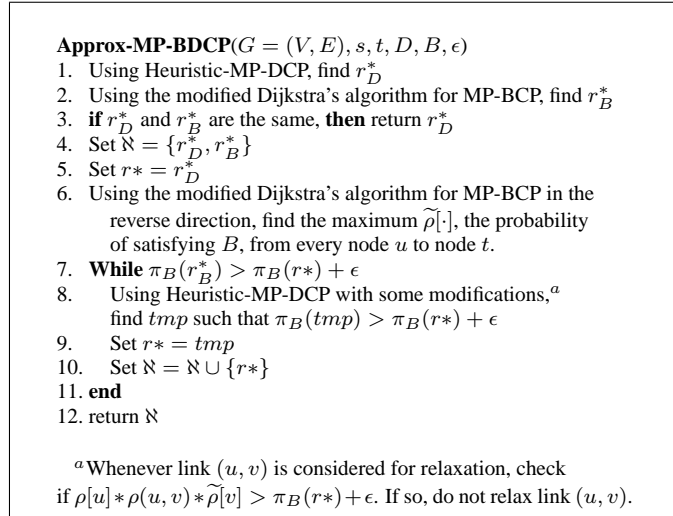 Approx-MP-BDCP(G = (V, E), s, t, D, B, ϵ)
1. Using Heuristic-MP-DCP, find r*_D
2. Using the modified Dijkstra's algorithm for MP-BCP, find r*_B
3. if r*_D and r*_B are the same, then return r*_D
4. Set ℵ = {r*_D, r*_B}
5. Set r* = r*_D
6. Using the modified Dijkstra's algorithm for MP-BCP in the
reverse direction, find the maximum ρ̃[·], the probability
of satisfying B, from every node u to node t.
7. While π_B(r*_B) > π_B(r*) + ϵ
8. Using Heuristic-MP-DCP with some modifications,^a
find tmp such that π_B(tmp) > π_B(r*) + ϵ
9. Set r* = tmp
10. Set ℵ = ℵ ∪ {r*}
11. end
12. return ℵ
^a Whenever link (u, v) is considered for relaxation, check
if ρ[u] * ρ(u, v) * ρ̃[v] > π_B(r*) + ϵ. If so, do not relax link (u, v).